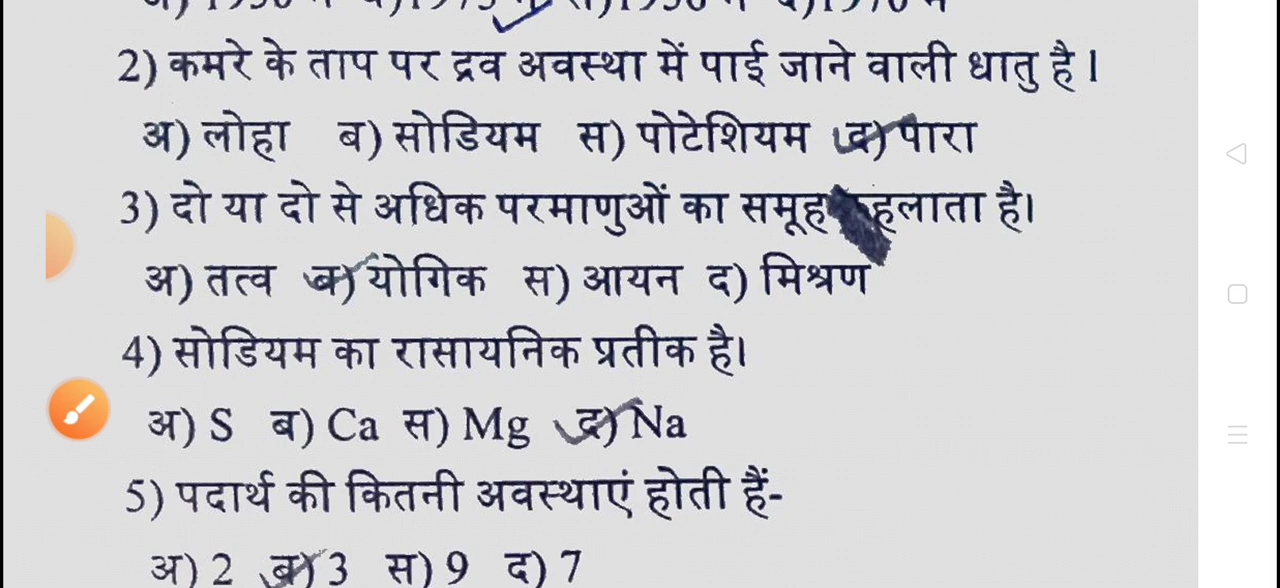 2) कमरे के ताप पर द्रव अवस्था में पाई जाने वाली धातु है।
अ) लोहा ब) सोडियम स) पोटेशियम द) पारा
3) दो या दो से अधिक परमाणुओं का समूह कहलाता है।
अ) तत्व ब) योगिक स) आयन द) मिश्रण
4) सोडियम का रासायनिक प्रतीक है।
अ) S ब) Ca स) Mg द) Na
5) पदार्थ की कितनी अवस्थाएं होती हैं-
अ) 2 ब) 3 स) 9 द) 7